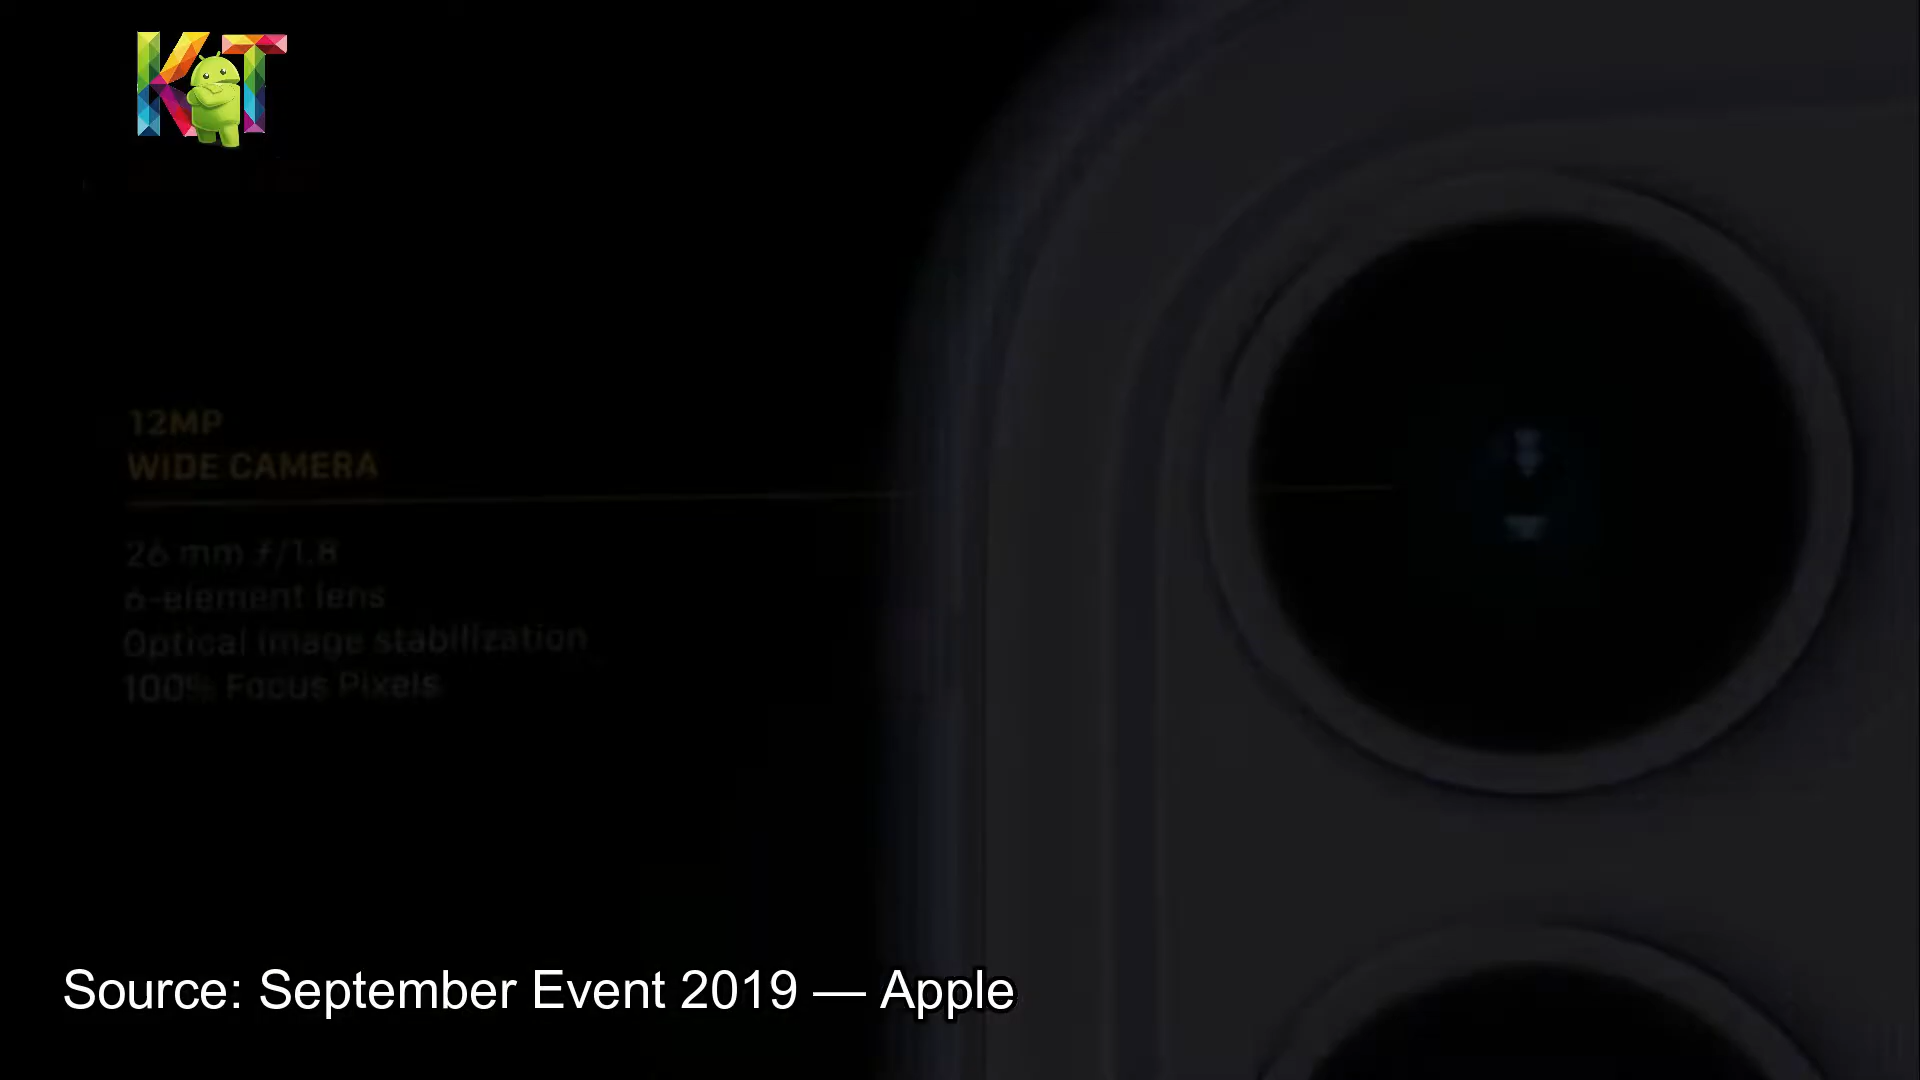 KT
12MP
WIDE CAMERA
26 mm ƒ/1.8
6-element lens
Optical image stabilization
100% Focus Pixels
Source: September Event 2019 — Apple